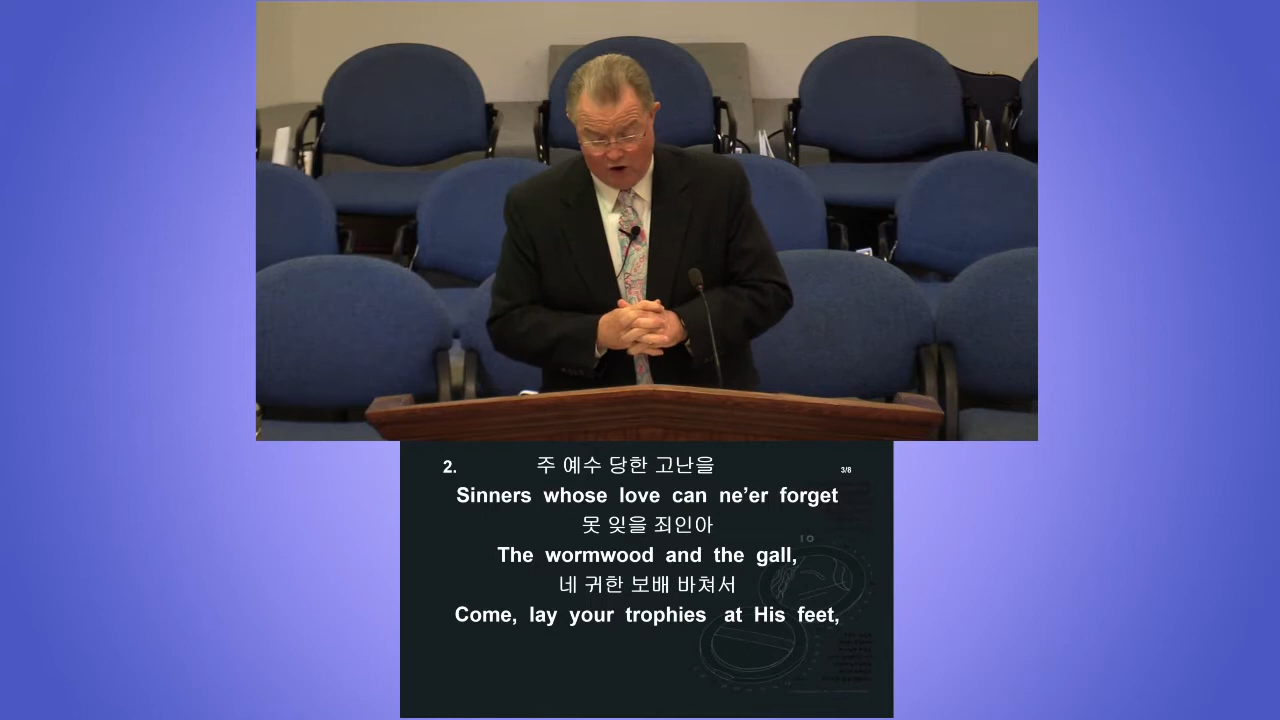 2. 주 예수 당한 고난을 3/8
Sinners whose love can ne’er forget
못 잊을 죄인아
The wormwood and the gall,
네 귀한 보배 바쳐서
Come, lay your trophies at His feet,
10